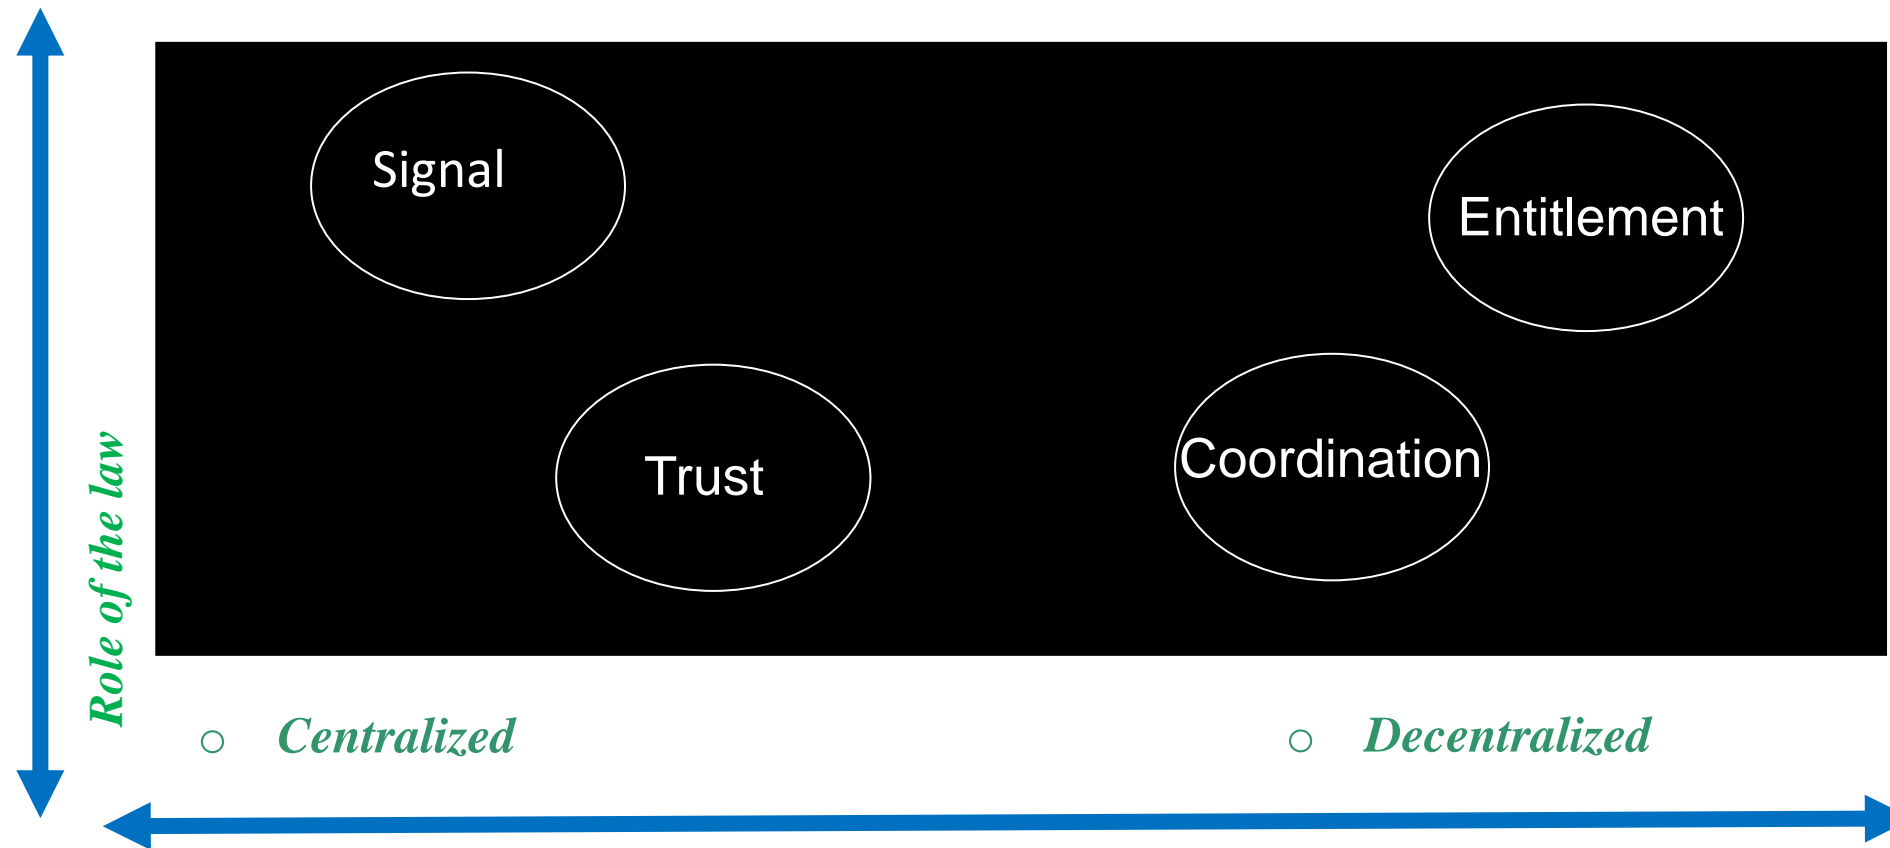 Signal
Entitlement
Trust
Coordination
Role of the law
Centralized
Decentralized